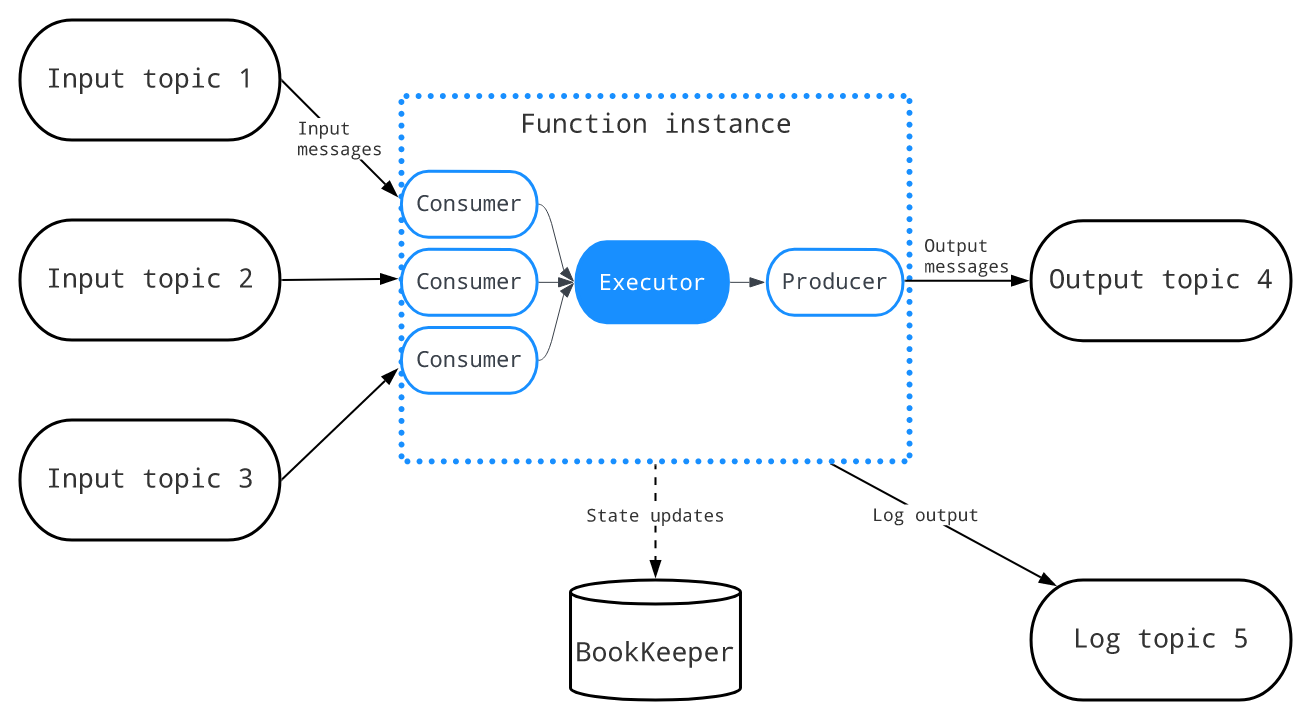 Input topic 1
Input
messages
Function instance
Consumer
Input topic 2
Consumer
Executor
Producer
Output
messages
Output topic 4
Consumer
Input topic 3
State updates
Log output
BookKeeper
Log topic 5